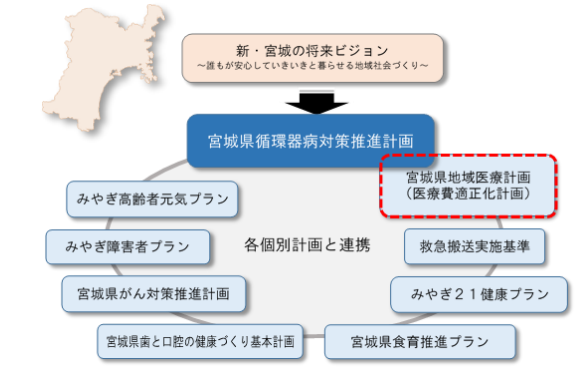 新・宮城の将来ビジョン
～誰もが安心していきいきと暮らせる地域社会づくり～
宮城県循環器病対策推進計画
宮城県地域医療計画
（医療費適正化計画）
みやぎ高齢者元気プラン
みやぎ障害者プラン
各個別計画と連携
救急搬送実施基準
宮城県がん対策推進計画
みやぎ２１健康プラン
宮城県歯と口腔の健康づくり基本計画
宮城県食育推進プラン